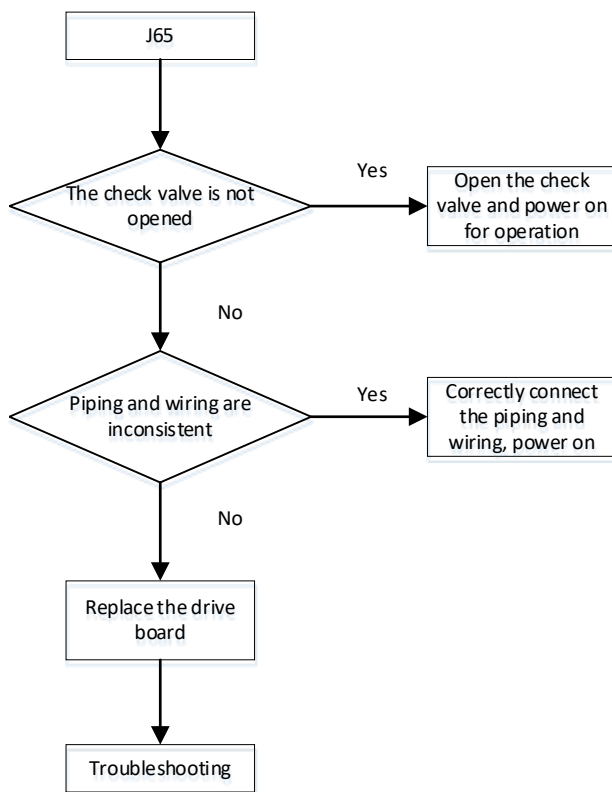 J65
The check valve is not
opened
Yes
Open the check
valve and power on
for operation
No
Piping and wiring are
inconsistent
Yes
Correctly connect
the piping and
wiring, power on
No
Replace the drive
board
Troubleshooting